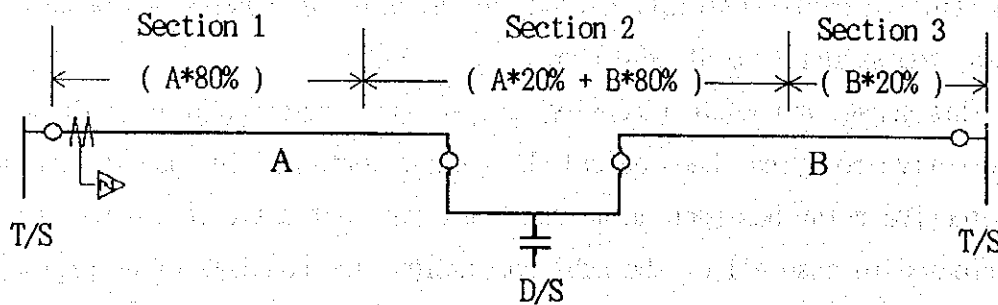 Section 1 Section 2 Section 3
( A*80% ) ( A*20% + B*80% ) ( B*20% )
A B
T/S T/S
D/S